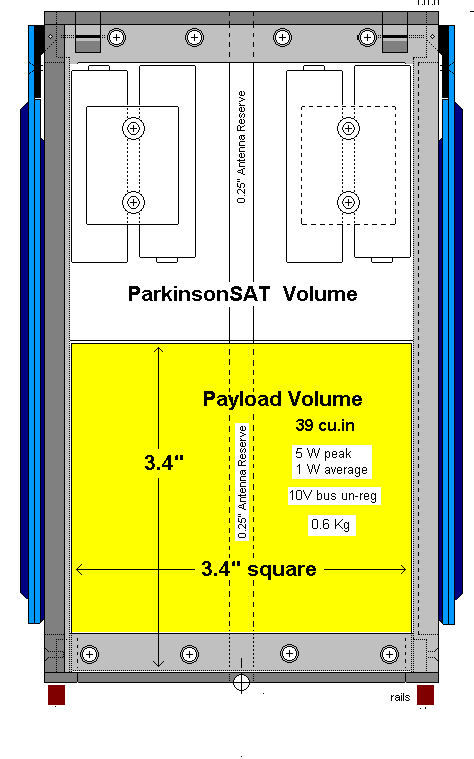 0.25" Antenna Reserve
ParkinsonSAT Volume
Payload Volume
39 cu.in
5 W peak
1 W average
10V bus un-reg
0.6 Kg
3.4"
0.25" Antenna Reserve
3.4" square
rails